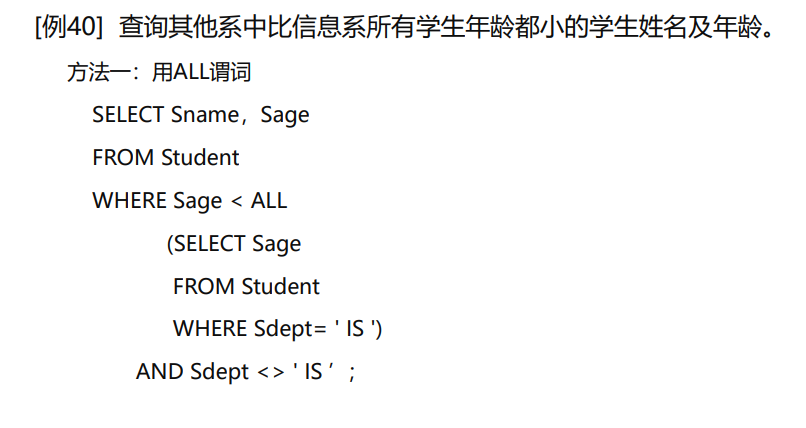 [例40] 查询其他系中比信息系所有学生年龄都小的学生姓名及年龄。
方法一：用ALL谓词
SELECT Sname，Sage
FROM Student
WHERE Sage < ALL
(SELECT Sage
FROM Student
WHERE Sdept= ' IS ')
AND Sdept <> ' IS ’；